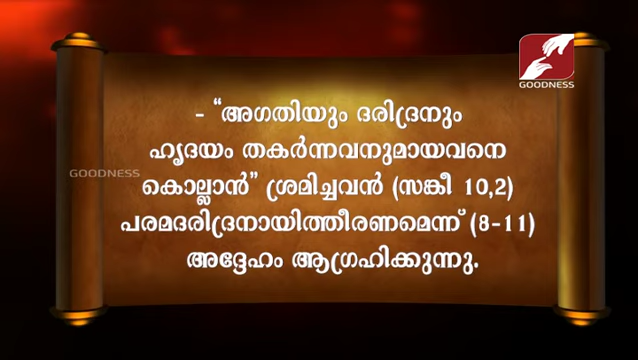 GOODNESS
- “അഗതിയും ദരിദ്രനും
ഹൃദയം തകർന്നവനുമായവനെ
GOODNESS
കൊല്ലാൻ” ശ്രമിച്ചവൻ (സങ്കീ 10,2)
പരമദരിദ്രനായിത്തീരണമെന്ന് (8-11)
അദ്ദേഹം ആഗ്രഹിക്കുന്നു.